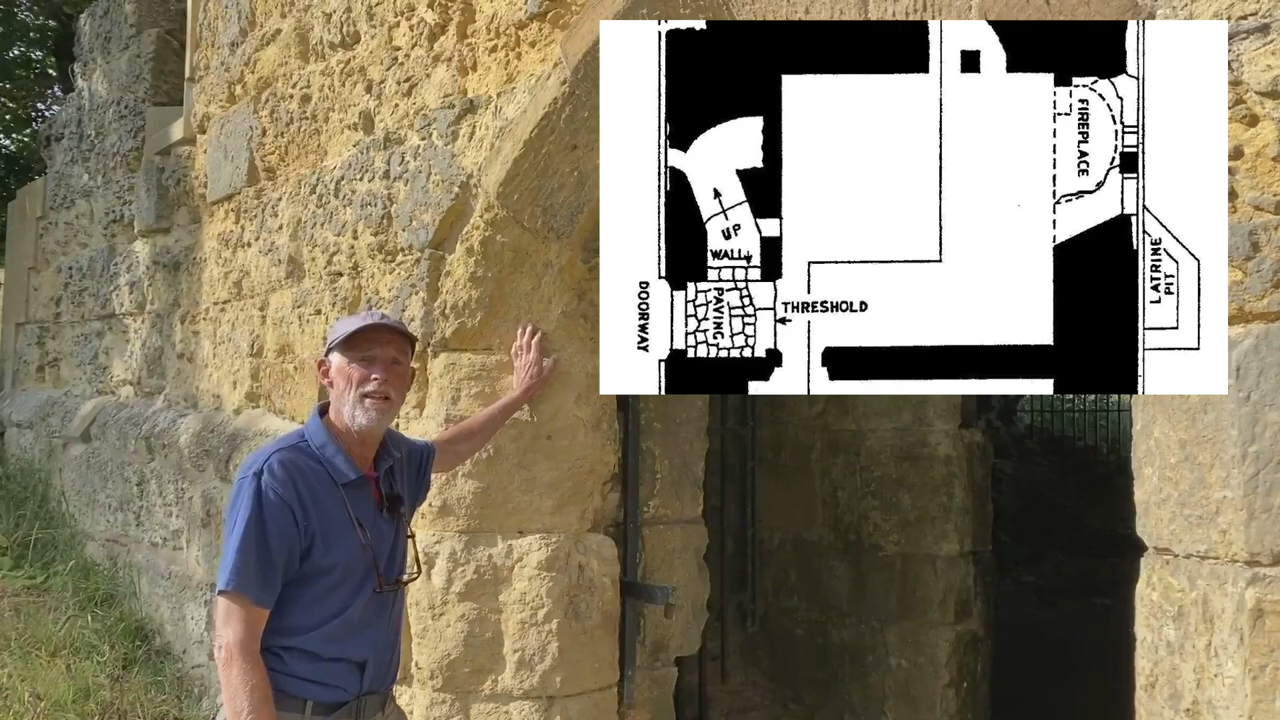 FIREPLACE
UP
WALL
PAVING
DOORWAY
THRESHOLD
LATRINE
PIT